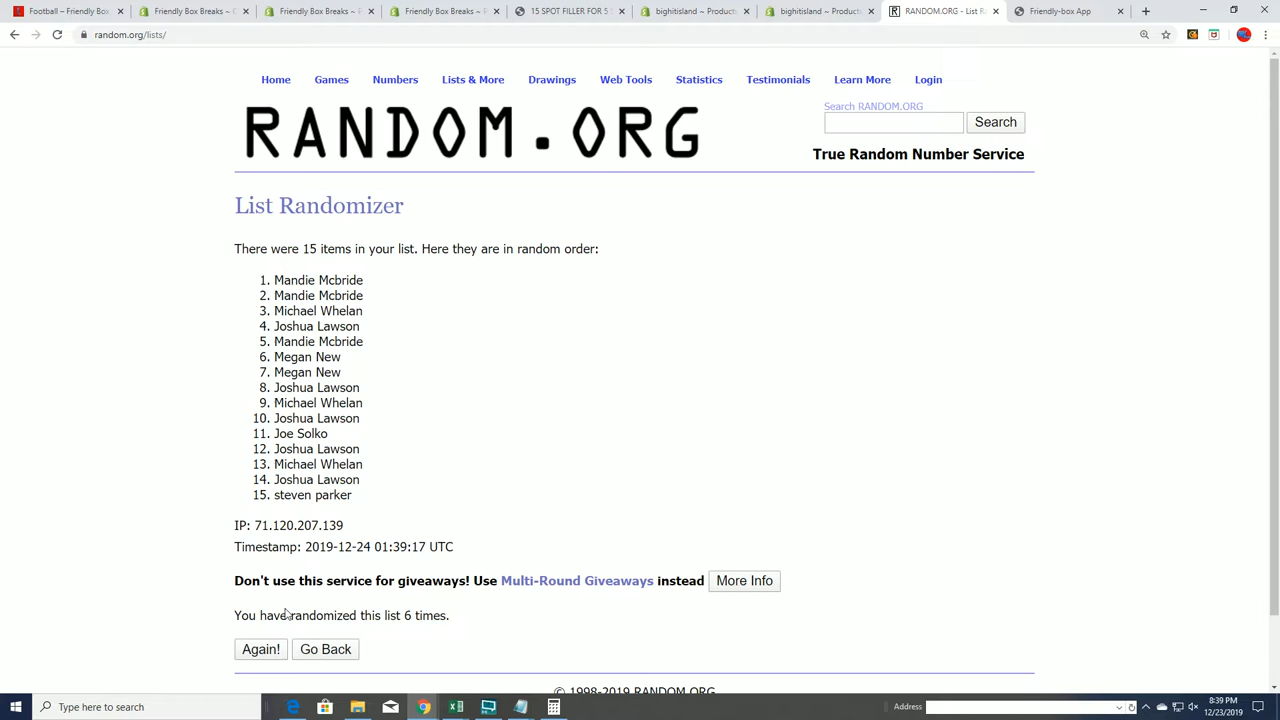 Football – Friendly Box
Friendly Box Breaks – C
Friendly Box Breaks – P
Friendly Box Breaks – P
15 SPOT FILLER FOR 5
bighitisland – Product
bighitisland – Product
RANDOM.ORG - List R
Friendly-box App
random.org/lists/
Home Games Numbers Lists & More Drawings Web Tools Statistics Testimonials Learn More Login
Search RANDOM.ORG
RANDOM.ORG
Search
True Random Number Service
List Randomizer
There were 15 items in your list. Here they are in random order:
1. Mandie Mcbride
2. Mandie Mcbride
3. Michael Whelan
4. Joshua Lawson
5. Mandie Mcbride
6. Megan New
7. Megan New
8. Joshua Lawson
9. Michael Whelan
10. Joshua Lawson
11. Joe Solko
12. Joshua Lawson
13. Michael Whelan
14. Joshua Lawson
15. steven parker
IP: 71.120.207.139
Timestamp: 2019-12-24 01:39:17 UTC
Don't use this service for giveaways! Use Multi-Round Giveaways instead More Info
You have randomized this list 6 times.
Again! Go Back
© 1998-2019 RANDOM.ORG
Type here to search
Address
8:39 PM
12/23/2019